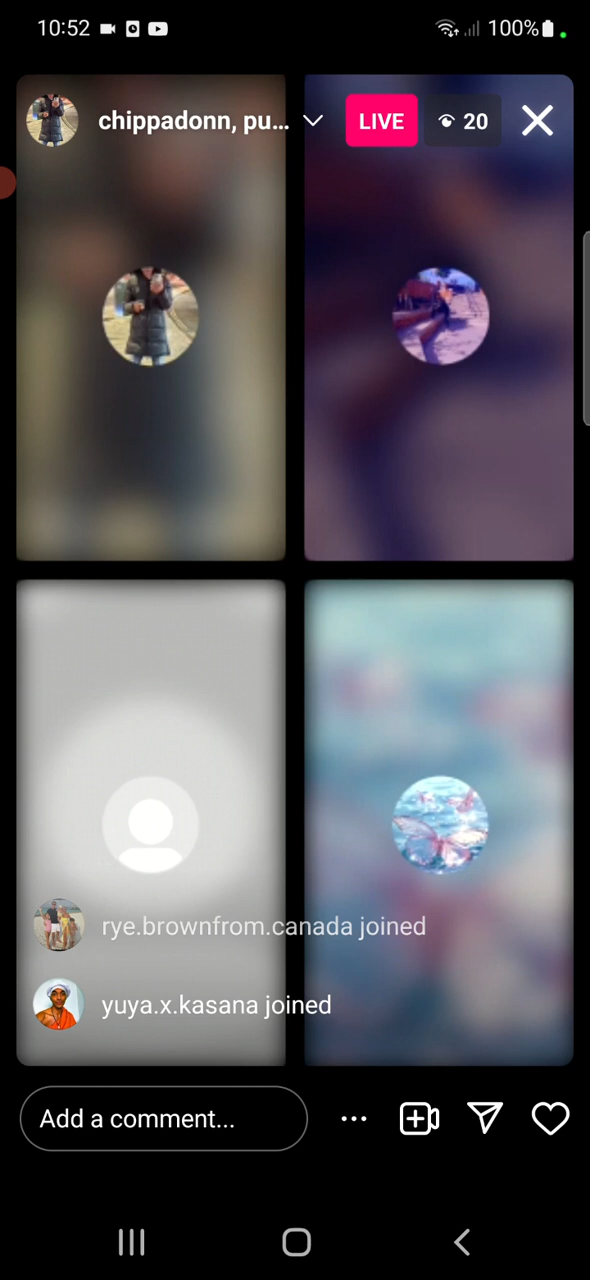 10:52
100%
chippadonn, pu...
LIVE
20
rye.brownfrom.canada joined
yuya.x.kasana joined
Add a comment...